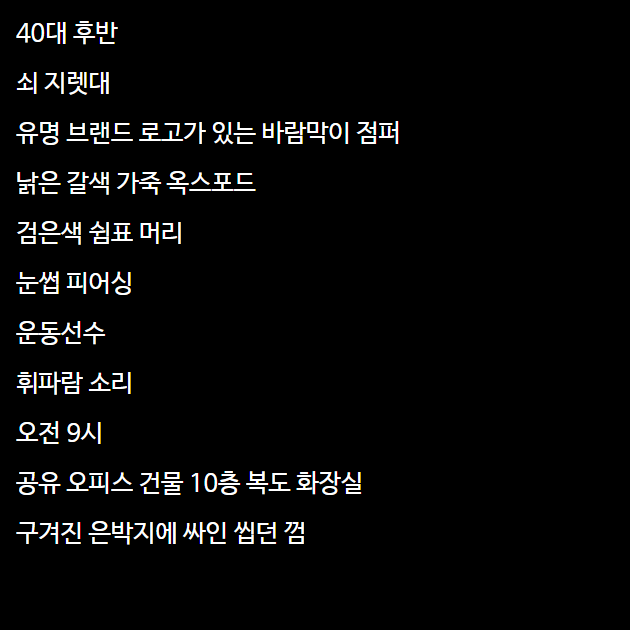 40대 후반
쇠 지렛대
유명 브랜드 로고가 있는 바람막이 점퍼
낡은 갈색 가죽 옥스포드
검은색 쉼표 머리
눈썹 피어싱
운동선수
휘파람 소리
오전 9시
공유 오피스 건물 10층 복도 화장실
구겨진 은박지에 싸인 씹던 껌